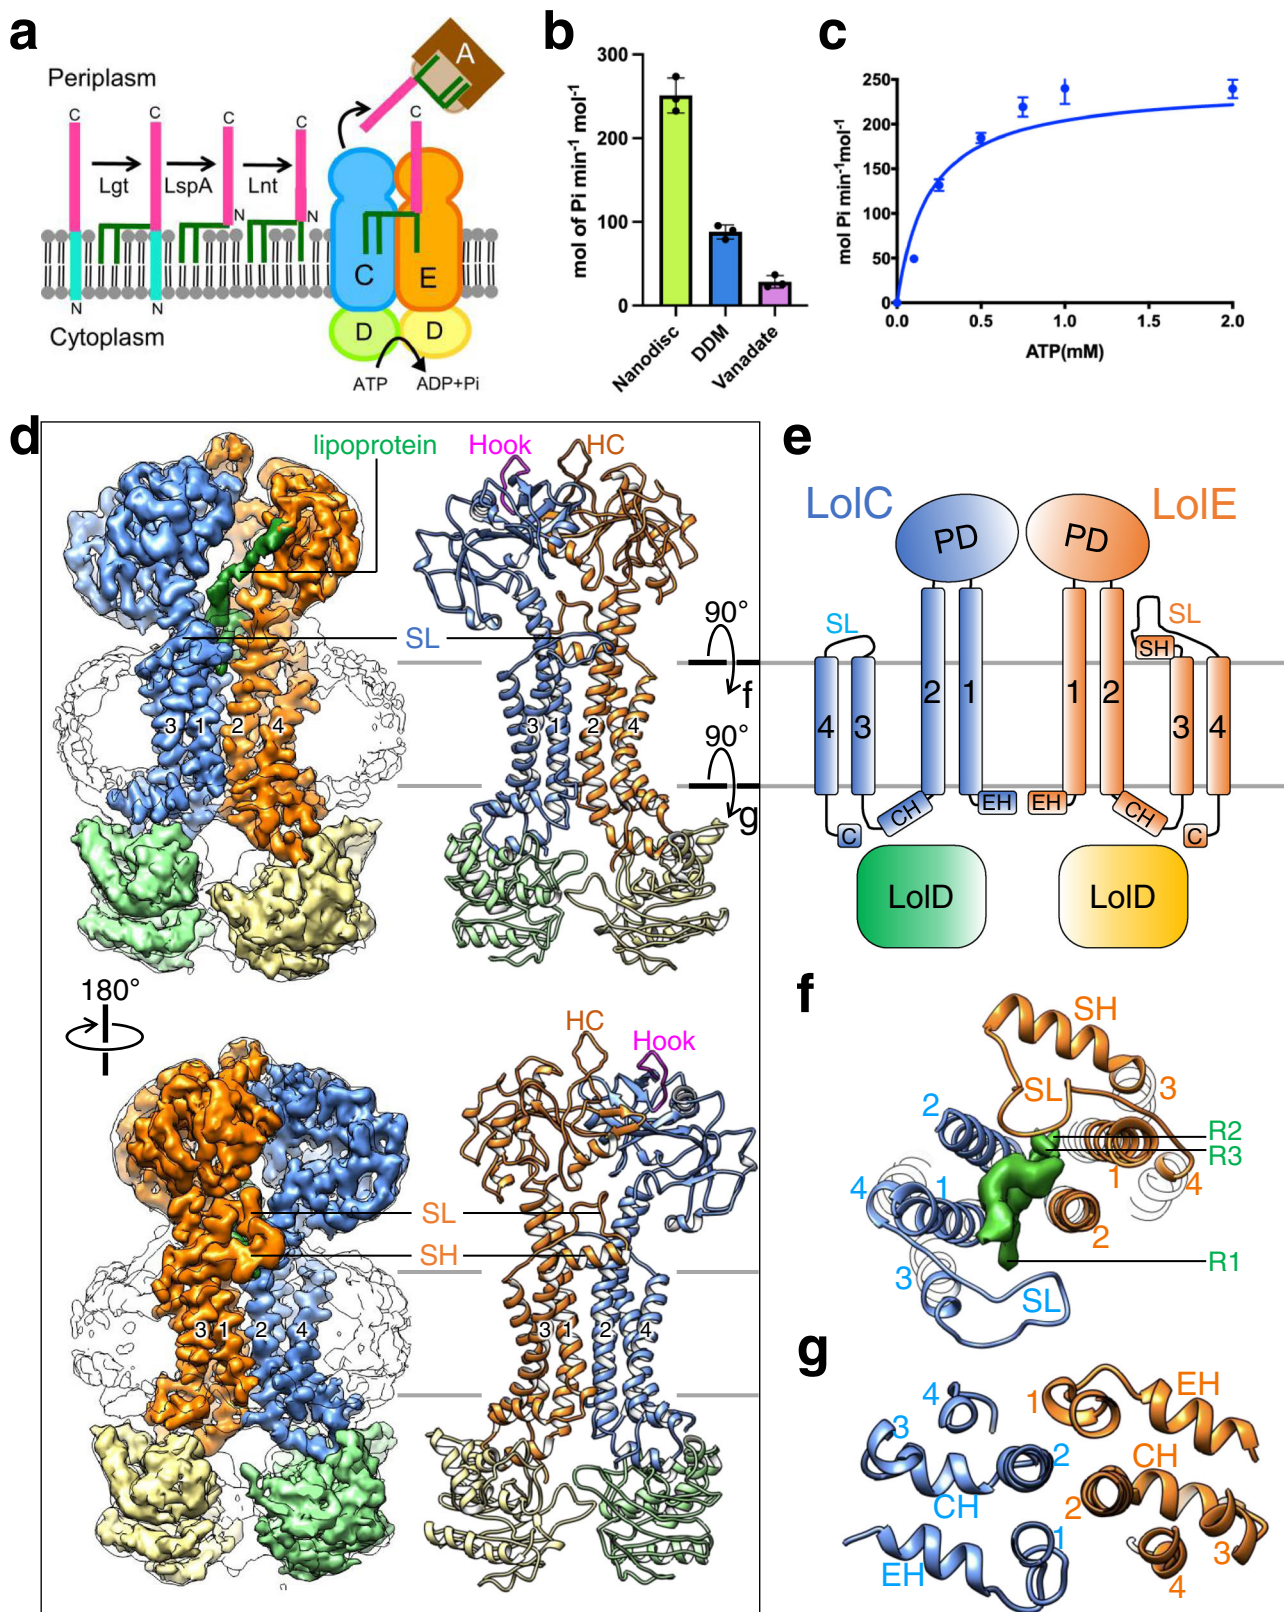 a
Periplasm
C
C
C
C
C
A
Lgt
LspA
Lnt
N
N
C
E
N
N
Cytoplasm
D
D
ATP
ADP+Pi
b
mol of Pi min⁻¹ mol⁻¹
300
200
100
0
Nanodisc
DDM
Vanadate
c
mol Pi min⁻¹mol⁻¹
250
200
150
100
50
0
0.0
0.5
1.0
1.5
2.0
ATP(mM)
d
lipoprotein
Hook
HC
SL
3 1 2 4
3 1 2 4
90°
f
90°
g
180°
HC
Hook
SL
SH
3 1 2 4
3 1 2 4
e
LolC
LolE
PD
PD
SL
SL
SH
4 3 2 1
1 2 3 4
C
CH
EH
EH
CH
C
LolD
LolD
f
SH
SL
3
2
R2
R3
4
1
1
4
2
3
SL
R1
g
4
1
EH
3
2
CH
CH
2
1
EH
3
4